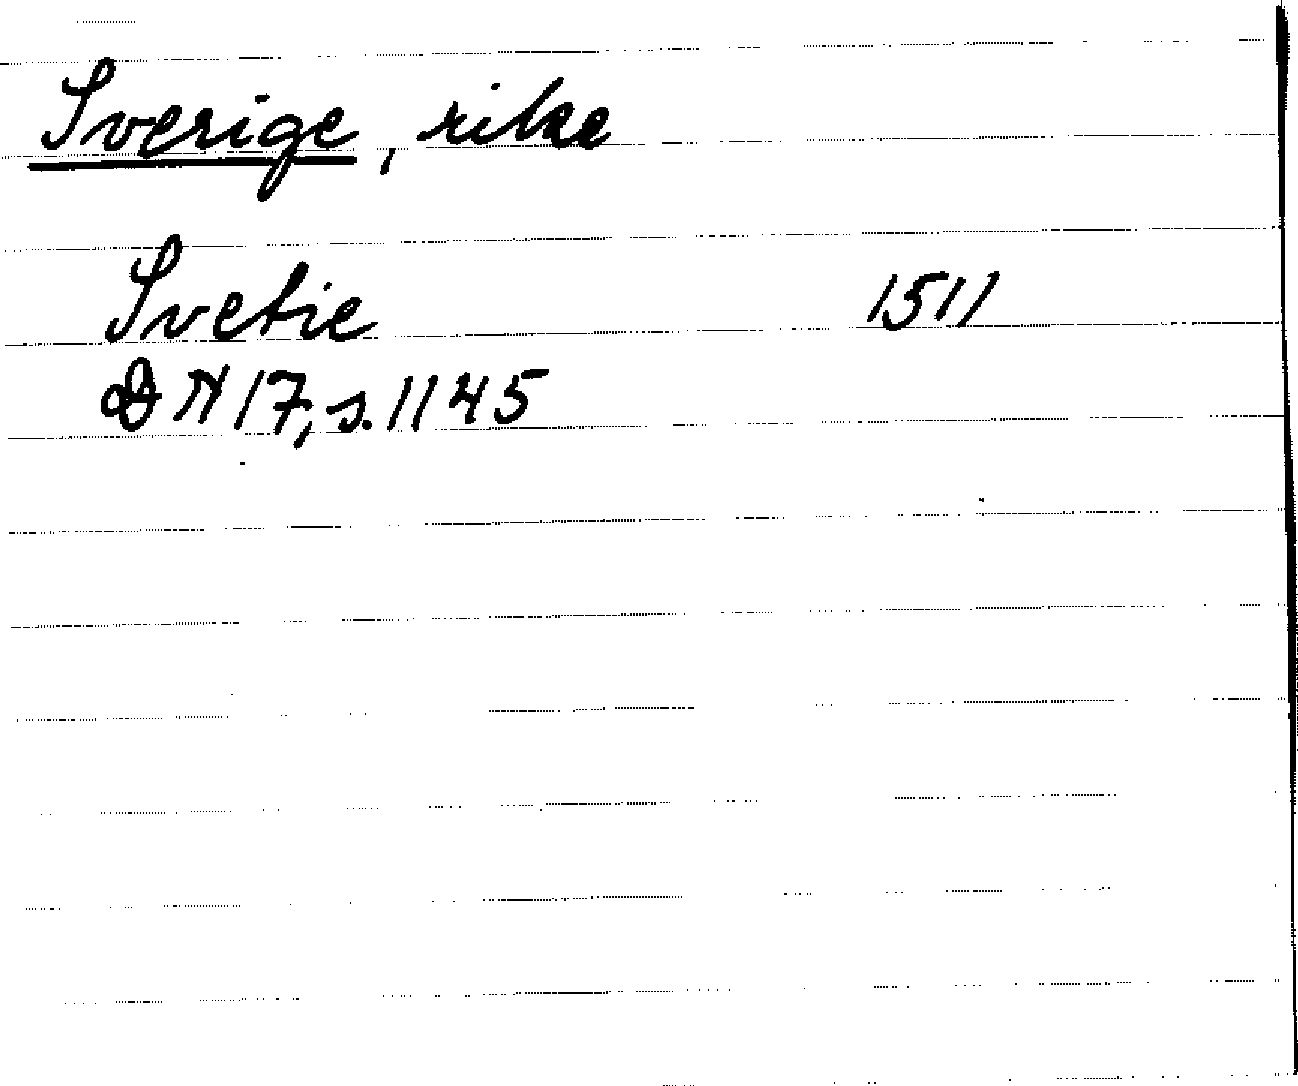 Sverige, rike
Svetie 1511
DN 17, s. 1145